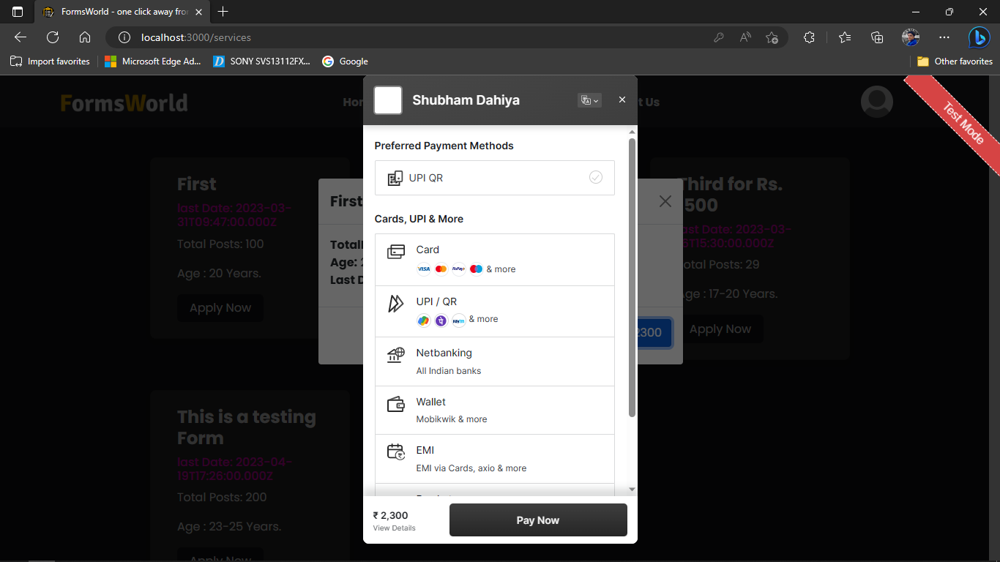 FormsWorld - one click away fro
localhost:3000/services
Import favorites
Microsoft Edge Ad...
SONY SVS13112FX...
Google
Other favorites
FormsWorld
t Us
Test Mode
Shubham Dahiya
Preferred Payment Methods
UPI QR
Cards, UPI & More
Card
VISA RuPay & more
UPI / QR
paytm & more
Netbanking
All Indian banks
Wallet
Mobikwik & more
EMI
EMI via Cards, axio & more
₹ 2,300
View Details
Pay Now
First
Total
Age: 2
Last D
2300
First
last Date: 2023-03-
31T09:47:00.000Z
Total Posts: 100
Age : 20 Years.
Apply Now
Third for Rs.
500
ast Date: 2023-03-
5T15:30:00.000Z
otal Posts: 29
ge : 17-20 Years.
Apply Now
This is a testing
Form
last Date: 2023-04-
19T17:26:00.000Z
Total Posts: 200
Age : 23-25 Years.
Apply Now